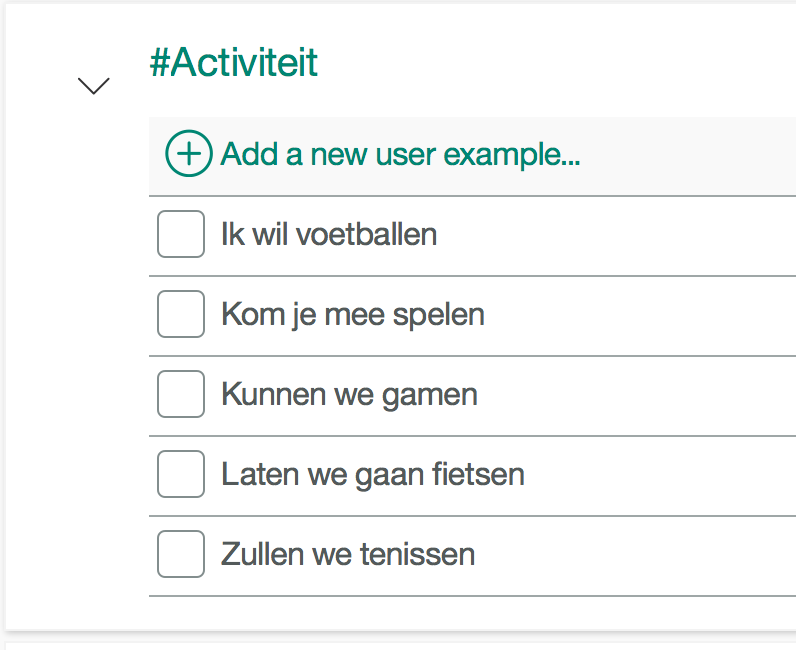 #Activiteit
Add a new user example...
Ik wil voetballen
Kom je mee spelen
Kunnen we gamen
Laten we gaan fietsen
Zullen we tenissen